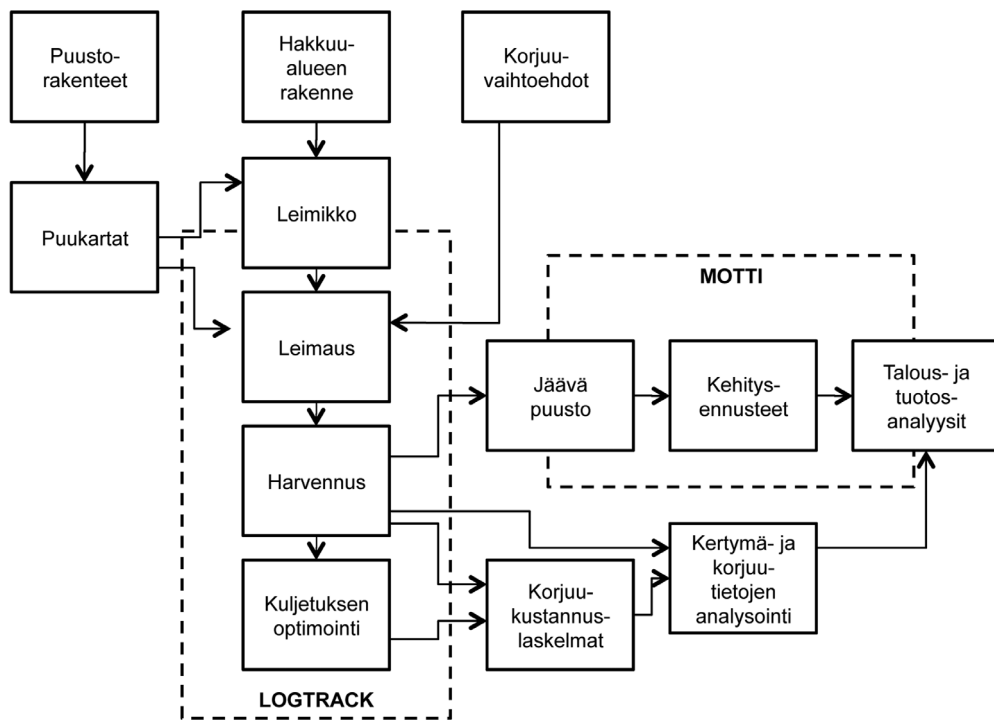 Puusto-
rakenteet
Hakkuu-
alueen
rakenne
Korjuu-
vaihtoehdot
Puukartat
Leimikko
Leimaus
MOTTI
Jäävä
puusto
Kehitys-
ennusteet
Talous- ja
tuotos-
analyysit
Harvennus
Kuljetuksen
optimointi
Korjuu-
kustannus-
laskelmat
Kertymä- ja
korjuu-
tietojen
analysointi
LOGTRACK